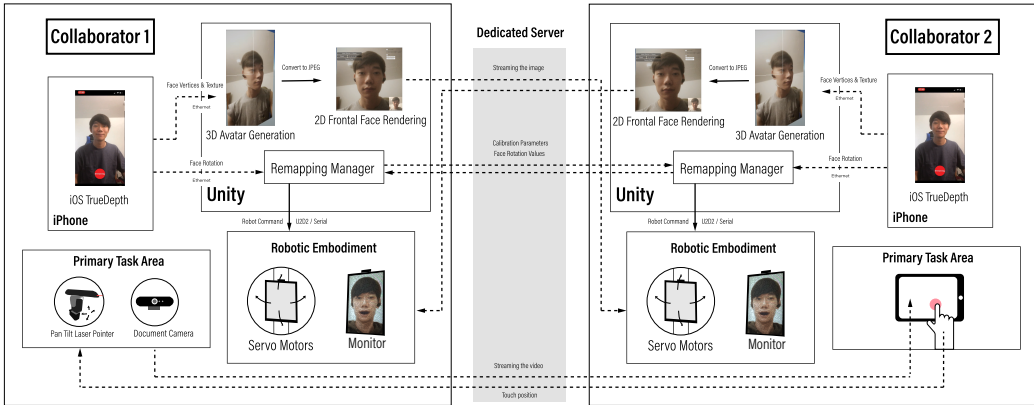 Collaborator 1
Face Vertices & Texture
Ethernet
Convert to JPEG
3D Avatar Generation
2D Frontal Face Rendering
iOS TrueDepth
iPhone
Face Rotation
Ethernet
Remapping Manager
Unity
Robot Command
U2D2 / Serial
Robotic Embodiment
Servo Motors
Monitor
Primary Task Area
Pan Tilt Laser Pointer
Document Camera
Dedicated Server
Streaming the image
Calibration Parameters
Face Rotation Values
Streaming the video
Touch position
Collaborator 2
Convert to JPEG
2D Frontal Face Rendering
3D Avatar Generation
Face Vertices & Texture
Ethernet
Remapping Manager
Unity
Face Rotation
Ethernet
iOS TrueDepth
iPhone
Robot Command
U2D2 / Serial
Robotic Embodiment
Servo Motors
Monitor
Primary Task Area